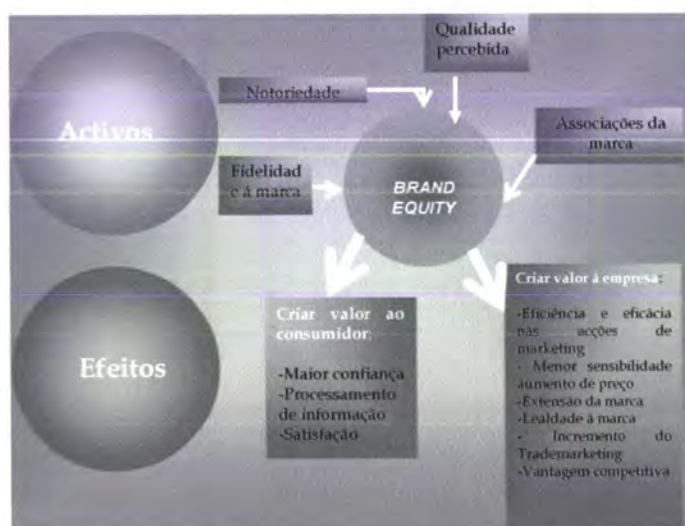 Qualidade
percebida
Notoriedade
Activos
Associações da
marca
Fidelidad
e á marca
BRAND
EQUITY
Criar valor ao
consumidor:
-Maior confiança
-Processamento
de informação
-Satisfação
Criar valor á empresa:
-Eficiência e eficácia
nas acções de
marketing
- Menor sensibilidade
aumento de preço
-Extensão da marca
-Lealdade á marca
- Incremento do
Trademarketing
-Vantagem competitiva
Efeitos